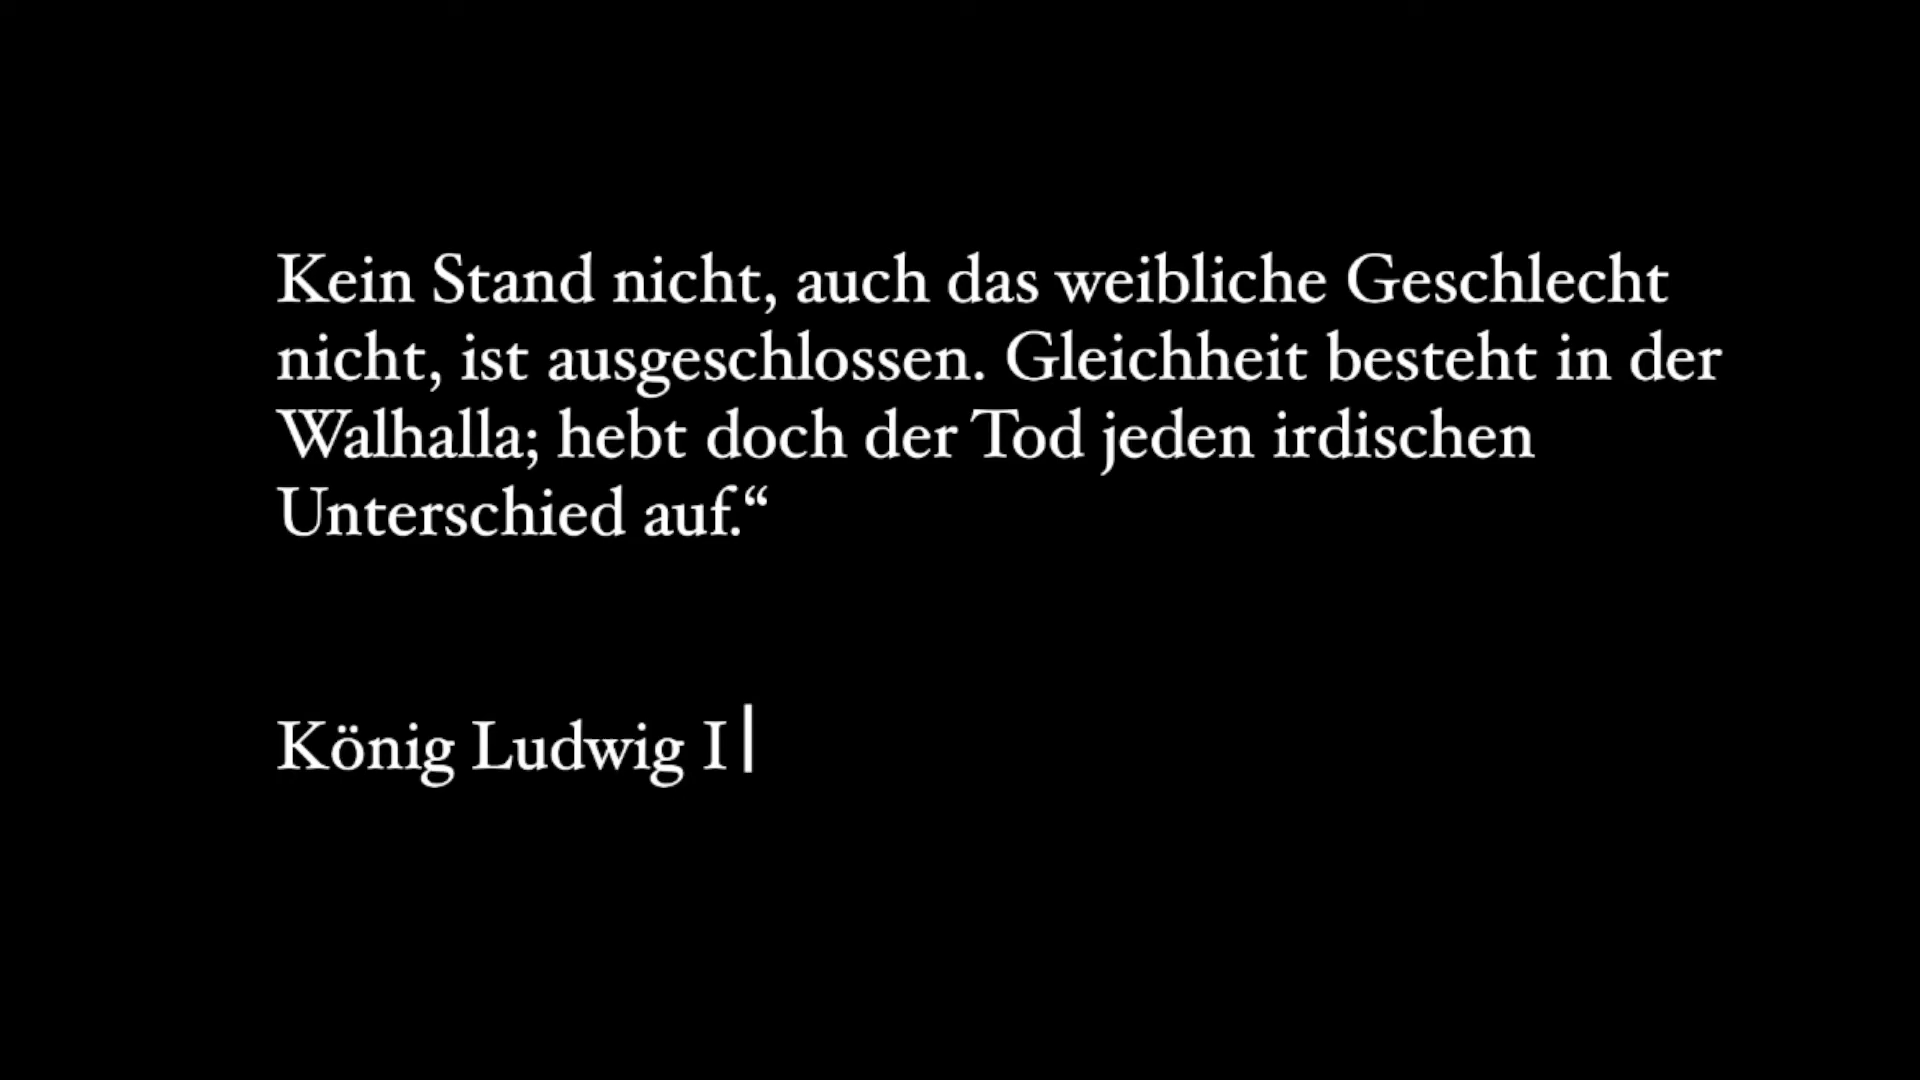 Kein Stand nicht, auch das weibliche Geschlecht
nicht, ist ausgeschlossen. Gleichheit besteht in der
Walhalla; hebt doch der Tod jeden irdischen
Unterschied auf.“
König Ludwig I